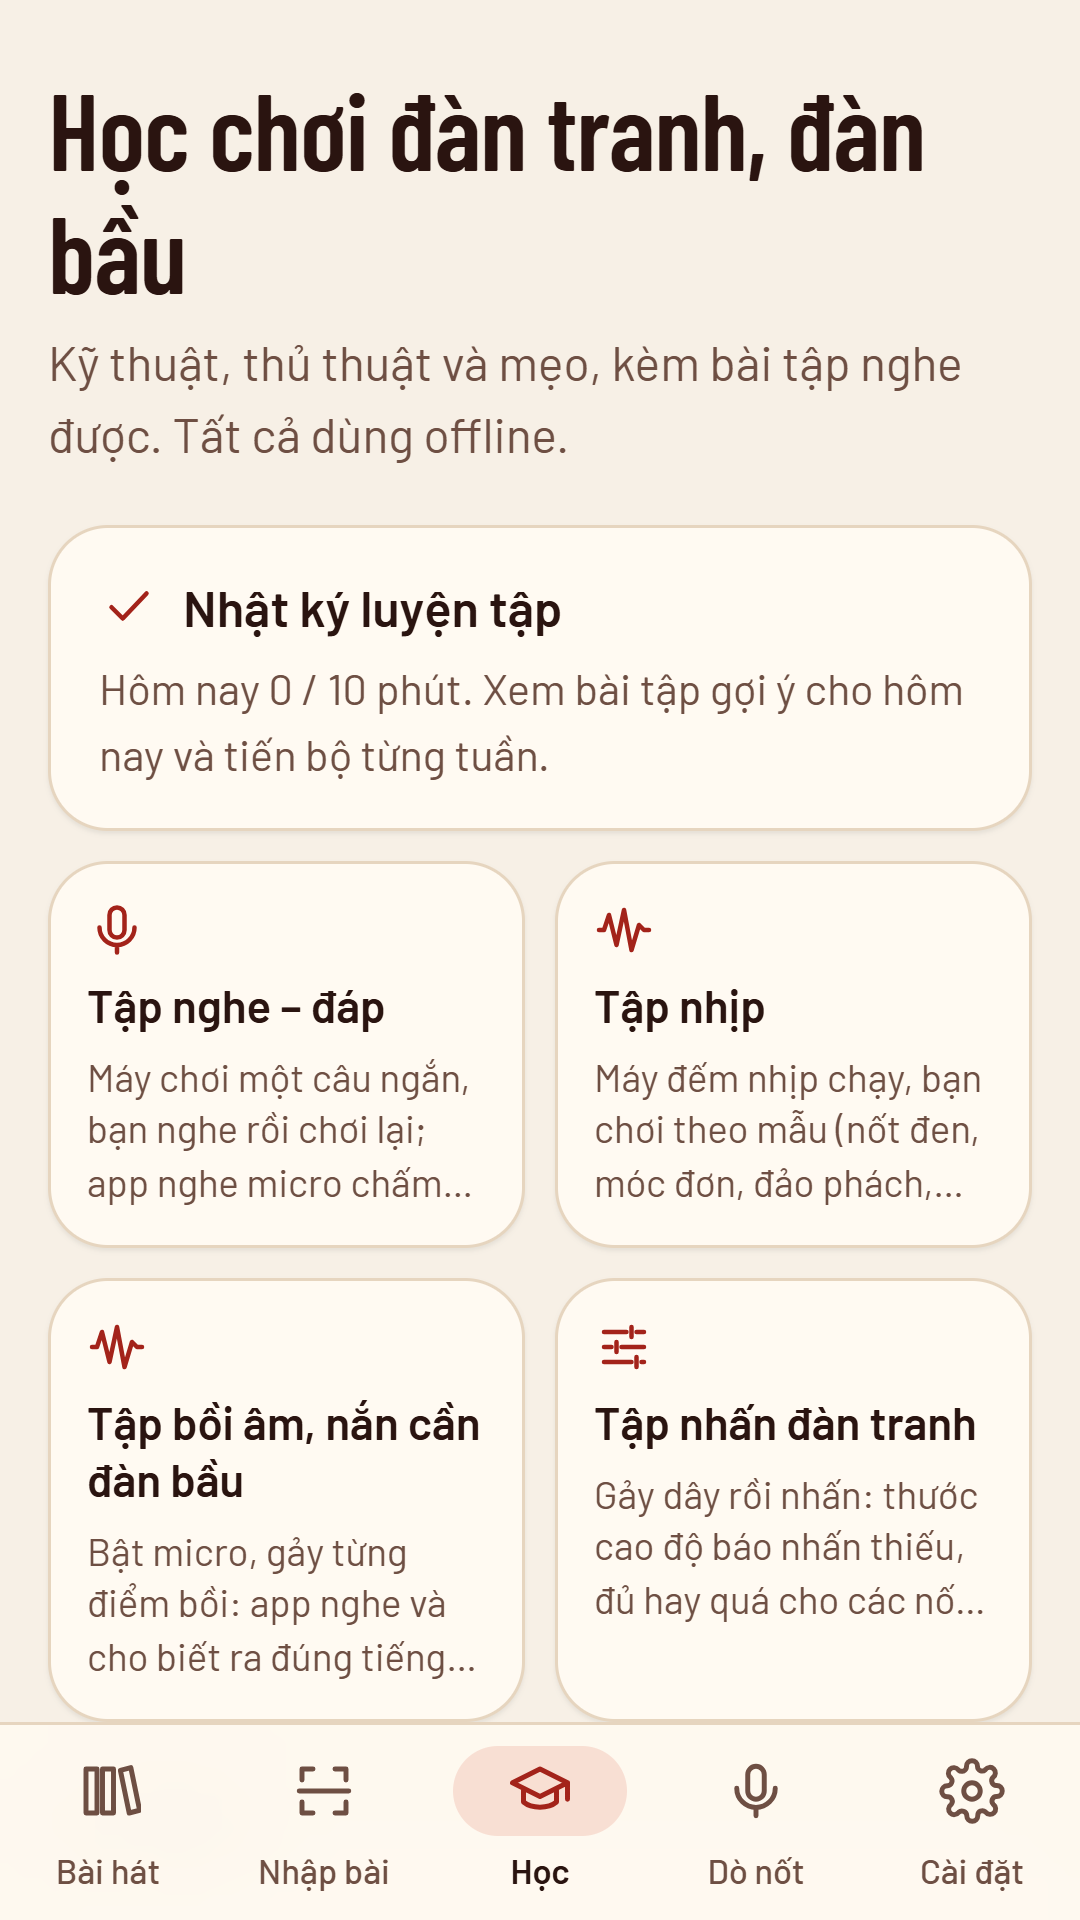 Học chơi đàn tranh, đàn
bầu
Kỹ thuật, thủ thuật và mẹo, kèm bài tập nghe
được. Tất cả dùng offline.
Nhật ký luyện tập
Hôm nay 0 / 10 phút. Xem bài tập gợi ý cho hôm
nay và tiến bộ từng tuần.
Tập nghe – đáp
Máy chơi một câu ngắn,
bạn nghe rồi chơi lại;
app nghe micro chấm...
Tập nhịp
Máy đếm nhịp chạy, bạn
chơi theo mẫu (nốt đen,
móc đơn, đảo phách,...
Tập bồi âm, nắn cần
đàn bầu
Bật micro, gảy từng
điểm bồi: app nghe và
cho biết ra đúng tiếng...
Tập nhấn đàn tranh
Gảy dây rồi nhấn: thước
cao độ báo nhấn thiếu,
đủ hay quá cho các nố...
Bài hát
Nhập bài
Học
Dò nốt
Cài đặt